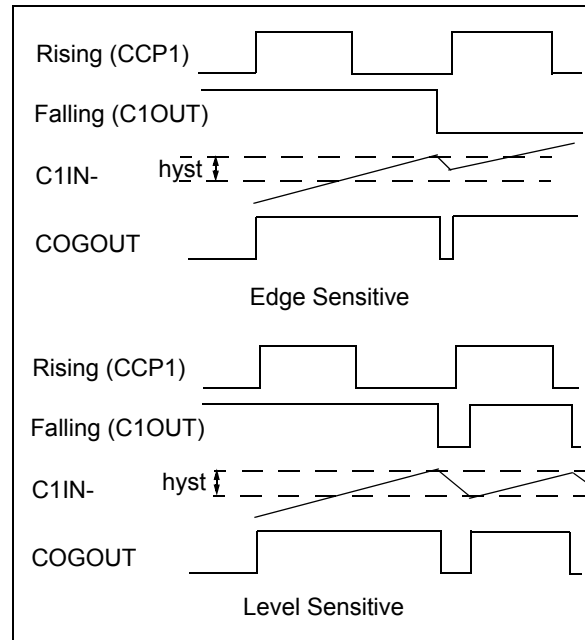 Rising (CCP1)
Falling (C1OUT)
C1IN-
hyst
COGOUT
Edge Sensitive
Rising (CCP1)
Falling (C1OUT)
C1IN-
hyst
COGOUT
Level Sensitive